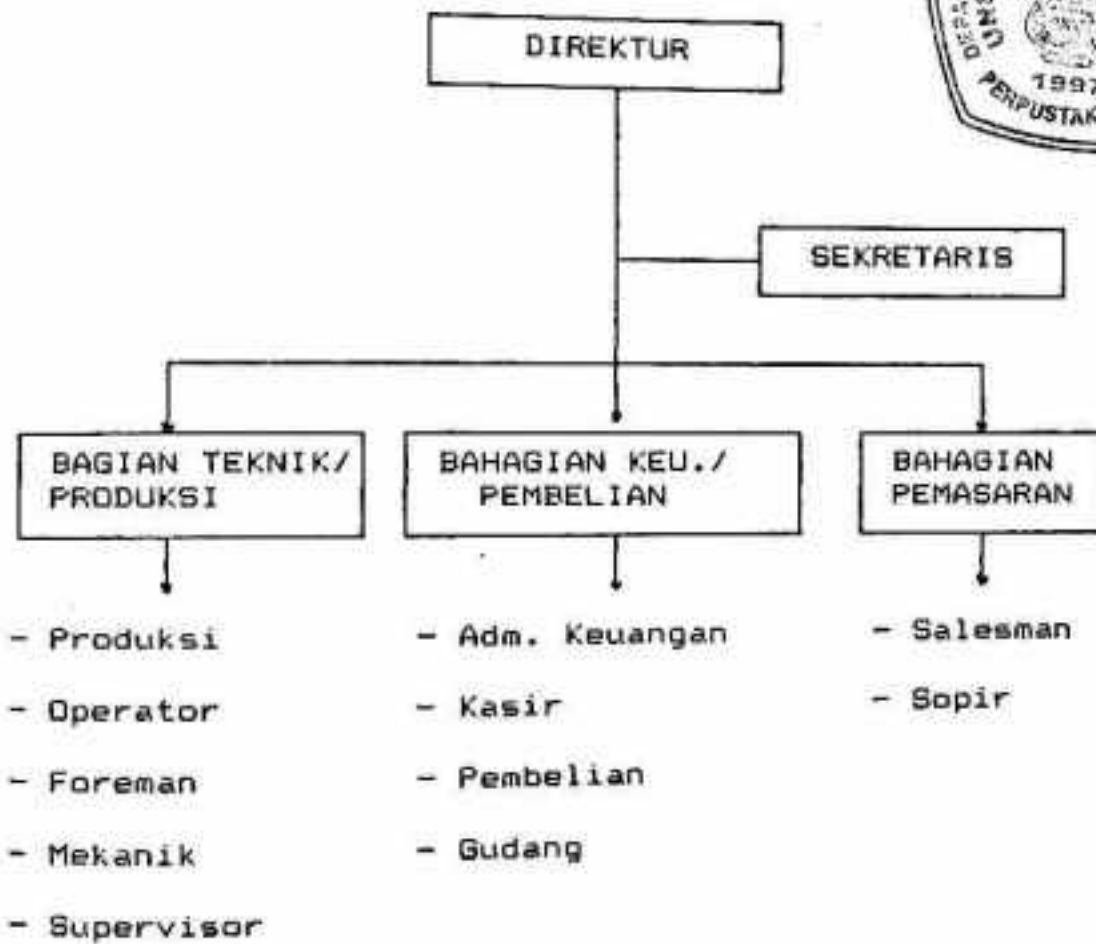 DIREKTUR
1997
SEKRETARIS
BAGIAN TEKNIK/
PRODUKSI
BAHAGIAN KEU./
PEMBELIAN
BAHAGIAN
PEMASARAN
- Produksi
- Operator
- Foreman
- Mekanik
- Supervisor
- Adm. Keuangan
- Kasir
- Pembelian
- Gudang
- Salesman
- Sopir